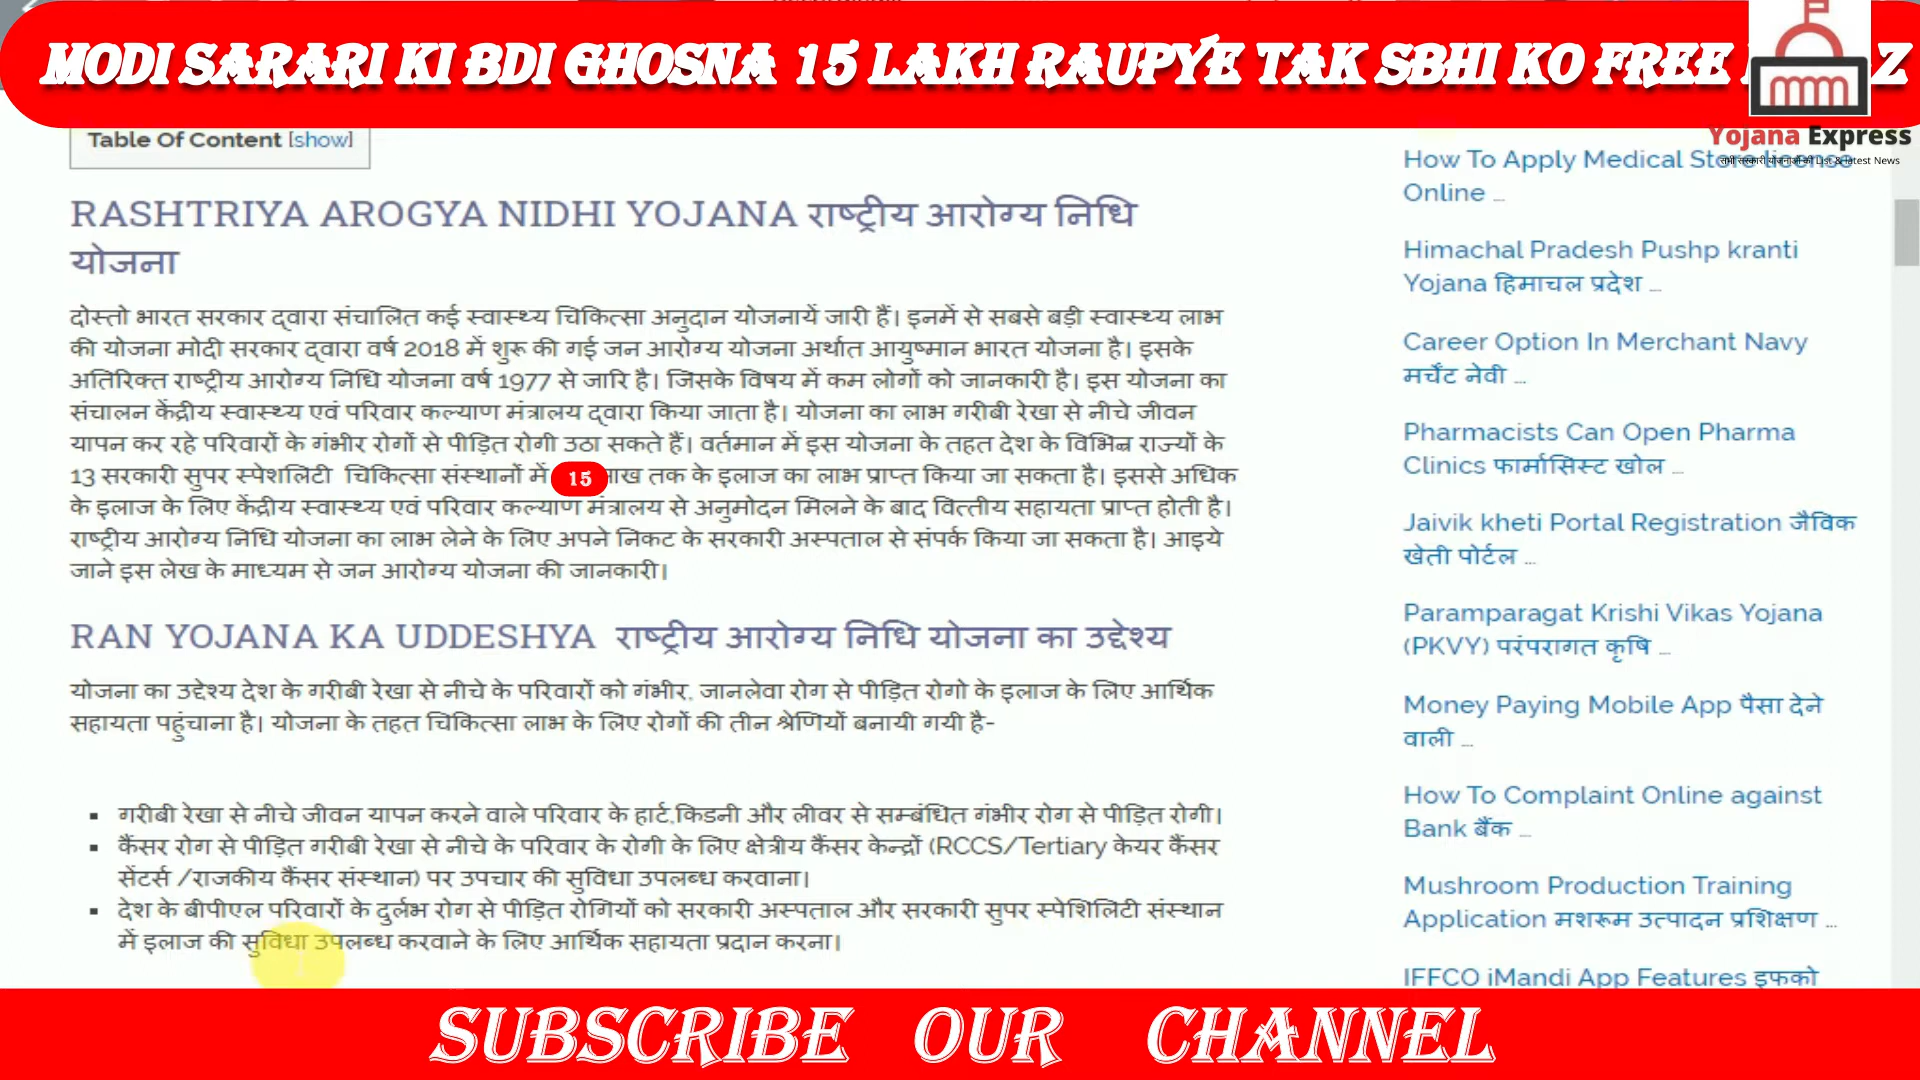 MODI SARARI KI BDI GHOSNA 15 LAKH RAUPYE TAK SBHI KO FREE
Yojana Express
Table Of Content [show]
RASHTRIYA AROGYA NIDHI YOJANA राष्ट्रीय आरोग्य निधि
योजना
दोस्तो भारत सरकार द्वारा संचालित कई स्वास्थ्य चिकित्सा अनुदान योजनायें जारी हैं। इनमें से सबसे बड़ी स्वास्थ्य लाभ
की योजना मोदी सरकार द्वारा वर्ष 2018 में शुरू की गई जन आरोग्य योजना अर्थात आयुष्मान भारत योजना है। इसके
अतिरिक्त राष्ट्रीय आरोग्य निधि योजना वर्ष 1977 से जारि है। जिसके विषय में कम लोगों को जानकारी है। इस योजना का
संचालन केंद्रीय स्वास्थ्य एवं परिवार कल्याण मंत्रालय द्वारा किया जाता है। योजना का लाभ गरीबी रेखा से नीचे जीवन
यापन कर रहे परिवारों के गंभीर रोगों से पीड़ित रोगी उठा सकते हैं। वर्तमान में इस योजना के तहत देश के विभिन्न राज्यों के
13 सरकारी सुपर स्पेशलिटी चिकित्सा संस्थानों में 15 ाख तक के इलाज का लाभ प्राप्त किया जा सकता है। इससे अधिक
के इलाज के लिए केंद्रीय स्वास्थ्य एवं परिवार कल्याण मंत्रालय से अनुमोदन मिलने के बाद वित्तीय सहायता प्राप्त होती है।
राष्ट्रीय आरोग्य निधि योजना का लाभ लेने के लिए अपने निकट के सरकारी अस्पताल से संपर्क किया जा सकता है। आइये
जाने इस लेख के माध्यम से जन आरोग्य योजना की जानकारी।
RAN YOJANA KA UDDESHYA राष्ट्रीय आरोग्य निधि योजना का उद्देश्य
योजना का उद्देश्य देश के गरीबी रेखा से नीचे के परिवारों को गंभीर, जानलेवा रोग से पीड़ित रोगो के इलाज के लिए आर्थिक
सहायता पहुंचाना है। योजना के तहत चिकित्सा लाभ के लिए रोगों की तीन श्रेणियों बनायी गयी है-
▪ गरीबी रेखा से नीचे जीवन यापन करने वाले परिवार के हार्ट,किडनी और लीवर से सम्बंधित गंभीर रोग से पीड़ित रोगी।
▪ कैंसर रोग से पीड़ित गरीबी रेखा से नीचे के परिवार के रोगी के लिए क्षेत्रीय कैंसर केन्द्रों (RCCS/Tertiary केयर कैंसर
सेंटर्स /राजकीय कैंसर संस्थान) पर उपचार की सुविधा उपलब्ध करवाना।
▪ देश के बीपीएल परिवारों के दुर्लभ रोग से पीड़ित रोगियों को सरकारी अस्पताल और सरकारी सुपर स्पेशिलिटी संस्थान
में इलाज की सुविधा उपलब्ध करवाने के लिए आर्थिक सहायता प्रदान करना।
How To Apply Medical Store license
Online ...
Himachal Pradesh Pushp kranti
Yojana हिमाचल प्रदेश ...
Career Option In Merchant Navy
मर्चेंट नेवी ...
Pharmacists Can Open Pharma
Clinics फार्मासिस्ट खोल ...
Jaivik kheti Portal Registration जैविक
खेती पोर्टल ...
Paramparagat Krishi Vikas Yojana
(PKVY) परंपरागत कृषि ...
Money Paying Mobile App पैसा देने
वाली ...
How To Complaint Online against
Bank बैंक ...
Mushroom Production Training
Application मशरूम उत्पादन प्रशिक्षण ...
IFFCO iMandi App Features इफको
SUBSCRIBE OUR CHANNEL